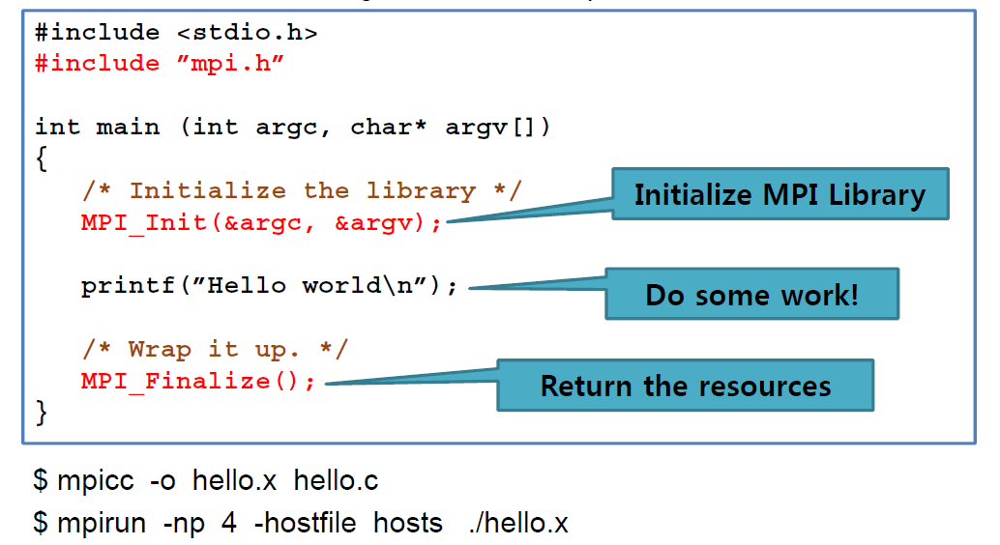 #include <stdio.h>
#include ”mpi.h”
int main (int argc, char* argv[])
{
/* Initialize the library */
Initialize MPI Library
MPI_Init(&argc, &argv);
printf(”Hello world\n”);
Do some work!
/* Wrap it up. */
MPI_Finalize();
Return the resources
}
$ mpicc -o hello.x hello.c
$ mpirun -np 4 -hostfile hosts ./hello.x